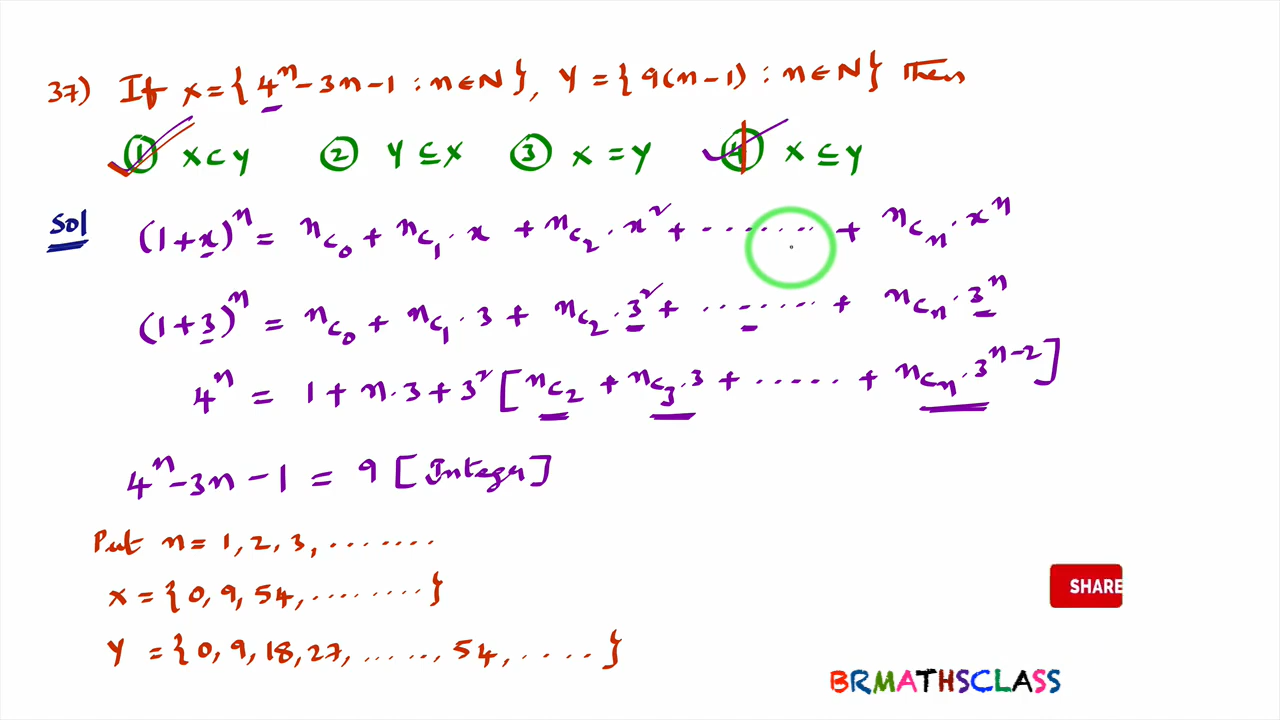 37) If X = { 4ⁿ - 3n - 1 : n ∈ N }, Y = { 9(n - 1) : n ∈ N } Then
① X ⊂ Y ② Y ⊆ X ③ X = Y ④ X ⊆ Y
Sol (1 + x)ⁿ = nC₀ + nC₁ · x + nC₂ · x² + ....... + nCₙ · xⁿ
(1 + 3)ⁿ = nC₀ + nC₁ · 3 + nC₂ · 3² + ....... + nCₙ · 3ⁿ
4ⁿ = 1 + n · 3 + 3² [ nC₂ + nC₃ · 3 + ..... + nCₙ · 3ⁿ⁻² ]
4ⁿ - 3n - 1 = 9 [Integer]
Put n = 1, 2, 3, .......
X = { 0, 9, 54, ........ }
SHARE
Y = { 0, 9, 18, 27, ......, 54, ..... }
BRMATHSCLASS